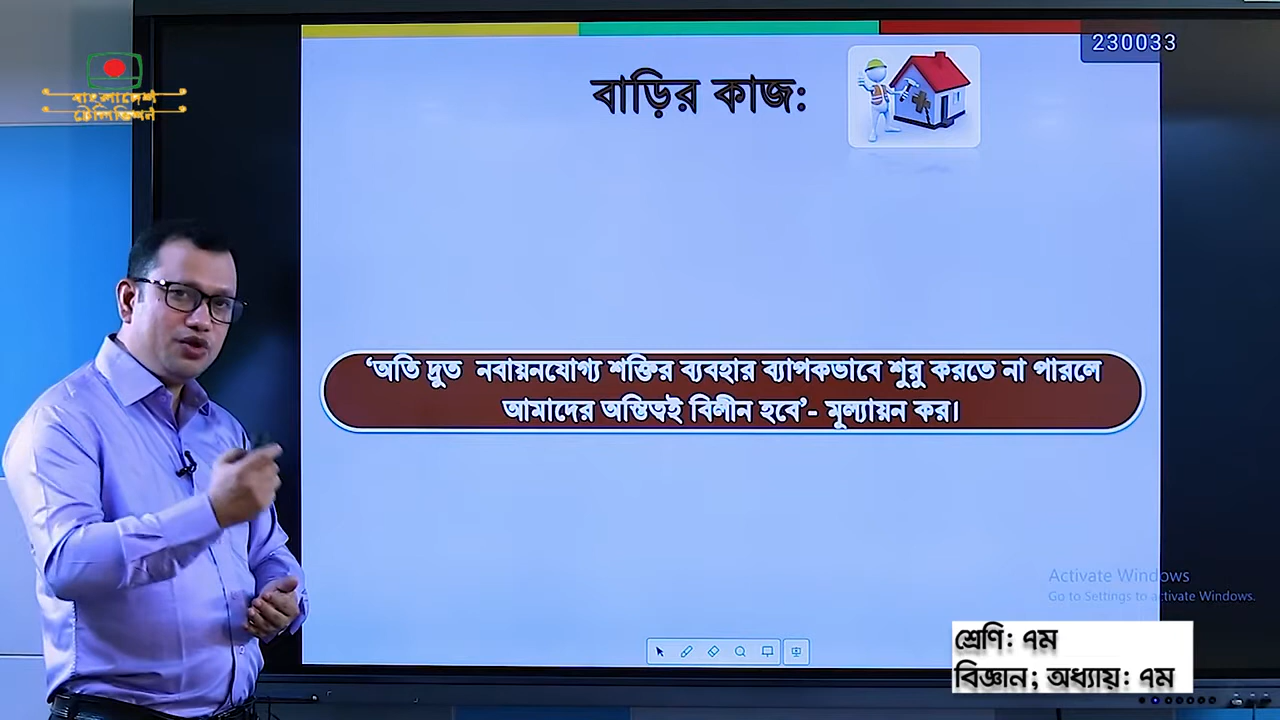 বাংলাদেশ
টেলিভিশন
230033
বাড়ির কাজ:
‘অতি দ্রুত নবায়নযোগ্য শক্তির ব্যবহার ব্যাপকভাবে শুরু করতে না পারলে
আমাদের অস্তিত্বই বিলীন হবে’- মূল্যায়ন কর।
Activate Windows
Go to Settings to activate Windows.
শ্রেণি: ৭ম
বিজ্ঞান; অধ্যায়: ৭ম